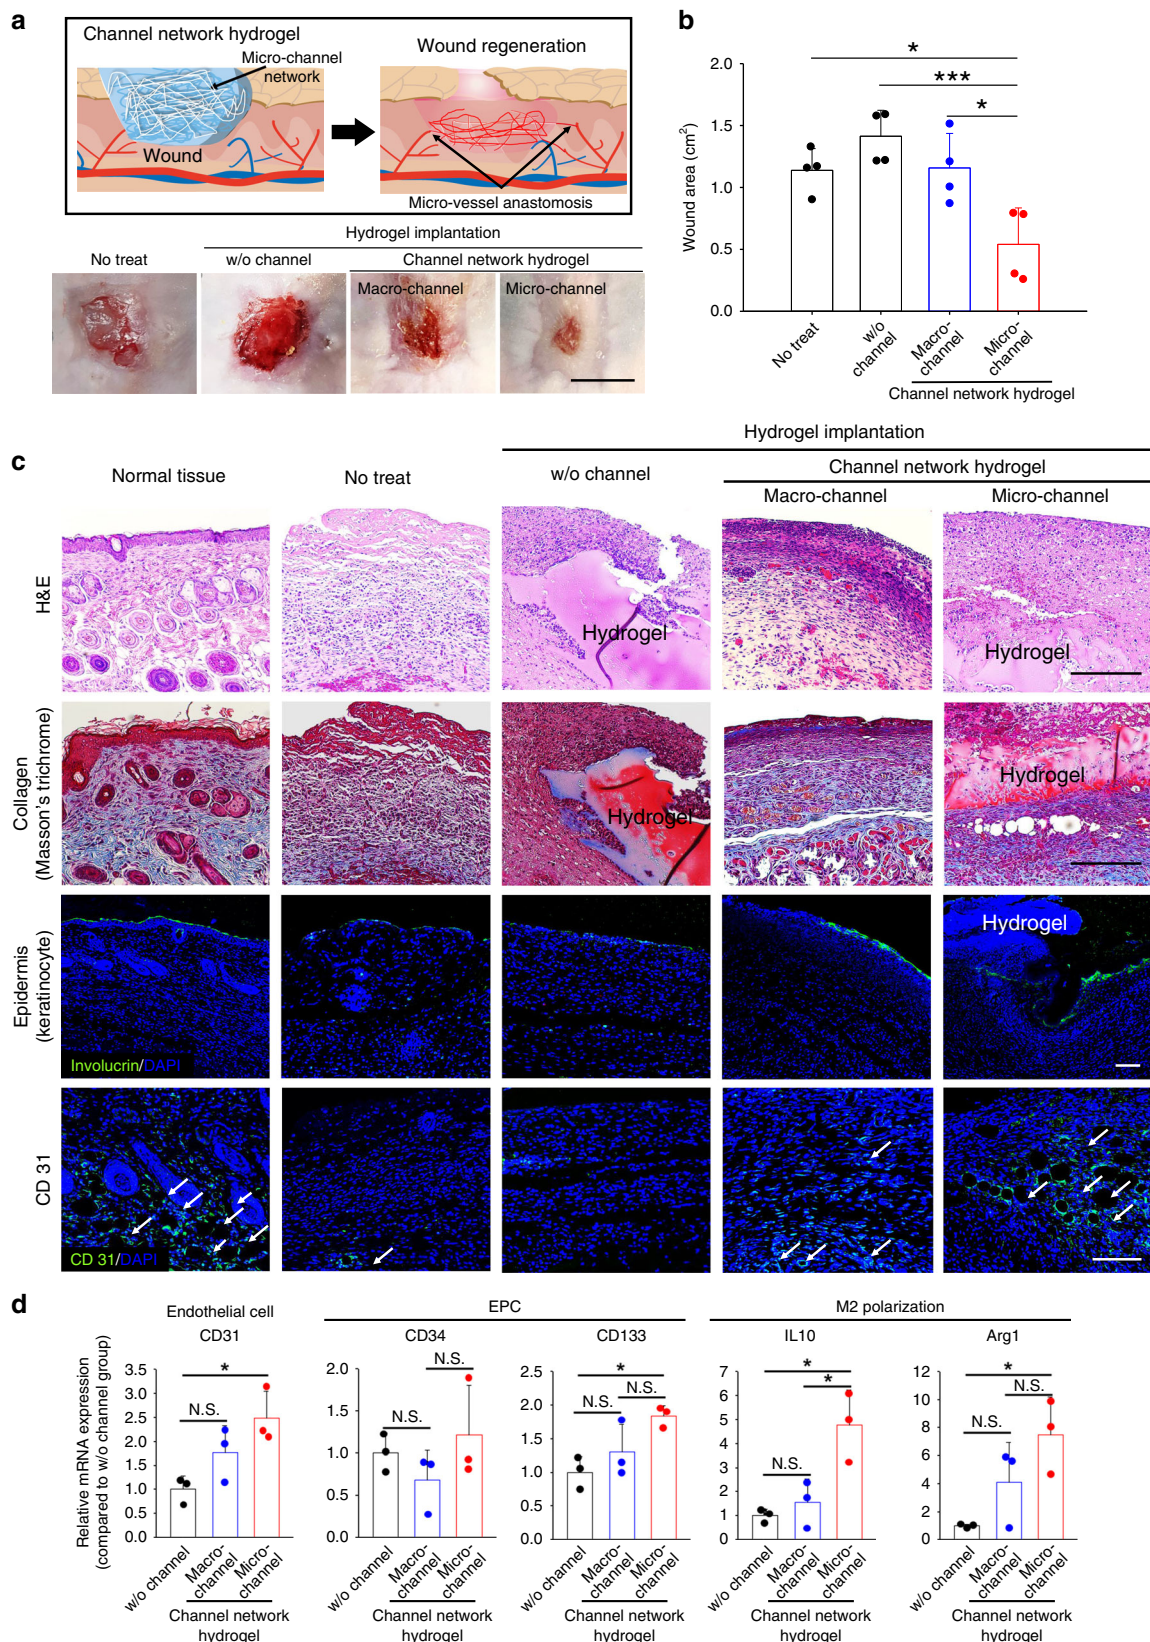 a
Channel network hydrogel
Micro-channel
network
Wound
Wound regeneration
Micro-vessel anastomosis
Hydrogel implantation
No treat
w/o channel
Channel network hydrogel
Macro-channel
Micro-channel
b
*
***
*
Wound area (cm²)
2.0
1.5
1.0
0.5
0.0
No treat
w/o
channel
Macro-
channel
Micro-
channel
Channel network hydrogel
c
Hydrogel implantation
Normal tissue
No treat
w/o channel
Channel network hydrogel
Macro-channel
Micro-channel
H&E
Hydrogel
Hydrogel
Collagen
(Masson's trichrome)
Hydrogel
Hydrogel
Epidermis
(keratinocyte)
Involucrin/DAPI
Hydrogel
CD 31
CD 31/DAPI
d
Relative mRNA expression
(compared to w/o channel group)
Endothelial cell
CD31
3.5
3.0
2.5
2.0
1.5
1.0
0.5
0.0
*
N.S.
w/o channel
Macro-
channel
Micro-
channel
Channel network
hydrogel
EPC
CD34
2.0
1.5
1.0
0.5
0.0
N.S.
N.S.
w/o channel
Macro-
channel
Micro-
channel
Channel network
hydrogel
CD133
2.5
2.0
1.5
1.0
0.5
0.0
*
N.S.
N.S.
w/o channel
Macro-
channel
Micro-
channel
Channel network
hydrogel
M2 polarization
IL10
7
6
5
4
3
2
1
0
*
*
N.S.
w/o channel
Macro-
channel
Micro-
channel
Channel network
hydrogel
Arg1
12
10
8
6
4
2
0
*
N.S.
N.S.
w/o channel
Macro-
channel
Micro-
channel
Channel network
hydrogel